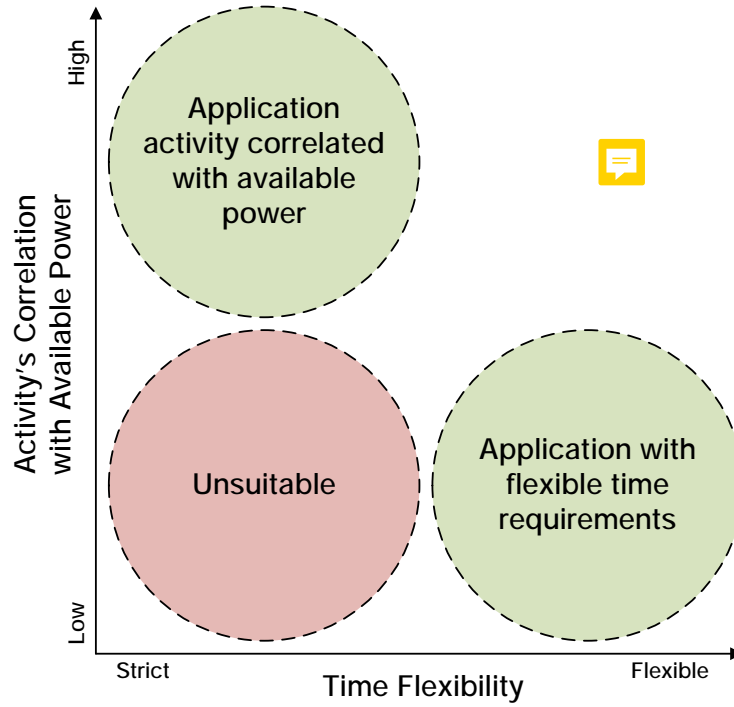 High
Application
activity correlated
with available
power
Activity's Correlation
with Available Power
Unsuitable
Application with
flexible time
requirements
Low
Strict
Flexible
Time Flexibility